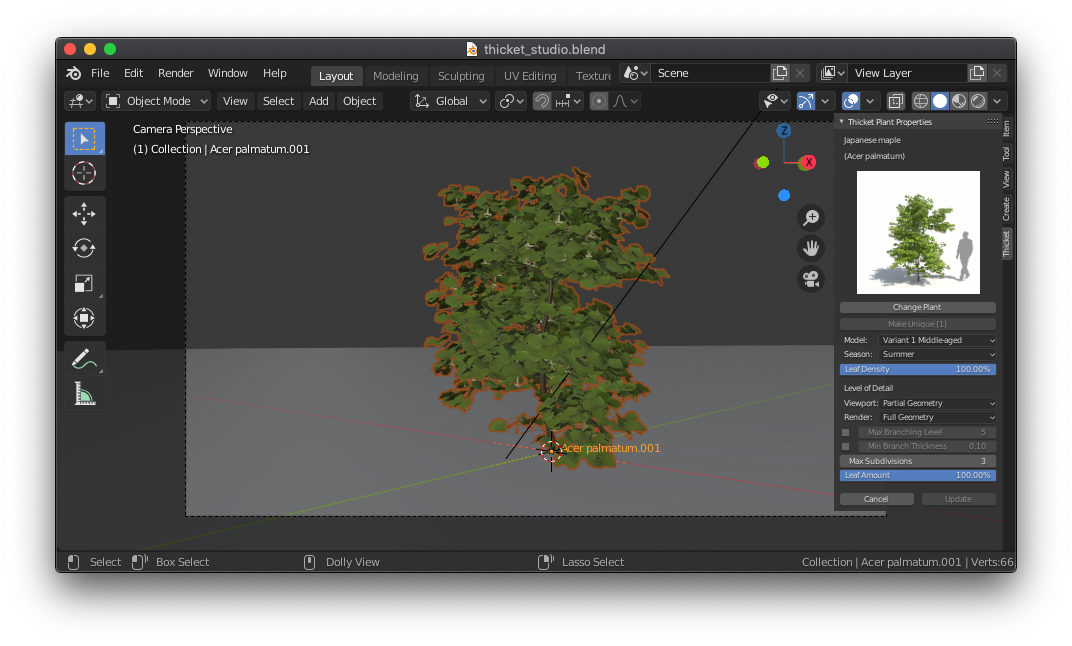 thicket_studio.blend
File Edit Render Window Help Layout Modeling Sculpting UV Editing Texture Scene View Layer
Object Mode View Select Add Object Global
Camera Perspective
(1) Collection | Acer palmatum.001
Z
X
Acer palmatum.001
Thicket Plant Properties
Japanese maple
(Acer palmatum)
Change Plant
Make Unique (1)
Model: Variant 1 Middle-aged
Season: Summer
Leaf Density 100.00%
Level of Detail
Viewport: Partial Geometry
Render: Full Geometry
Max Branching Level 5
Min Branch Thickness 0.10
Max Subdivisions 3
Leaf Amount 100.00%
Cancel Update
Item
Tool
View
Create
Thicket
Select Box Select Dolly View Lasso Select Collection | Acer palmatum.001 | Verts:66